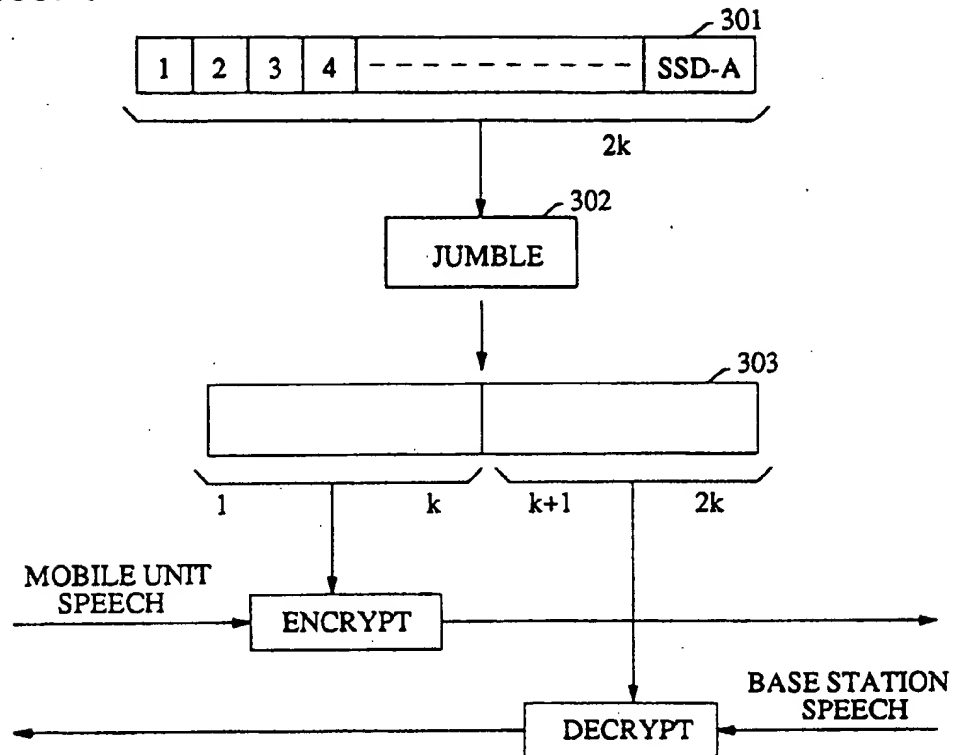 301
1 2 3 4 SSD-A
2k
302
JUMBLE
303
1 k k+1 2k
MOBILE UNIT
SPEECH
ENCRYPT
BASE STATION
SPEECH
DECRYPT